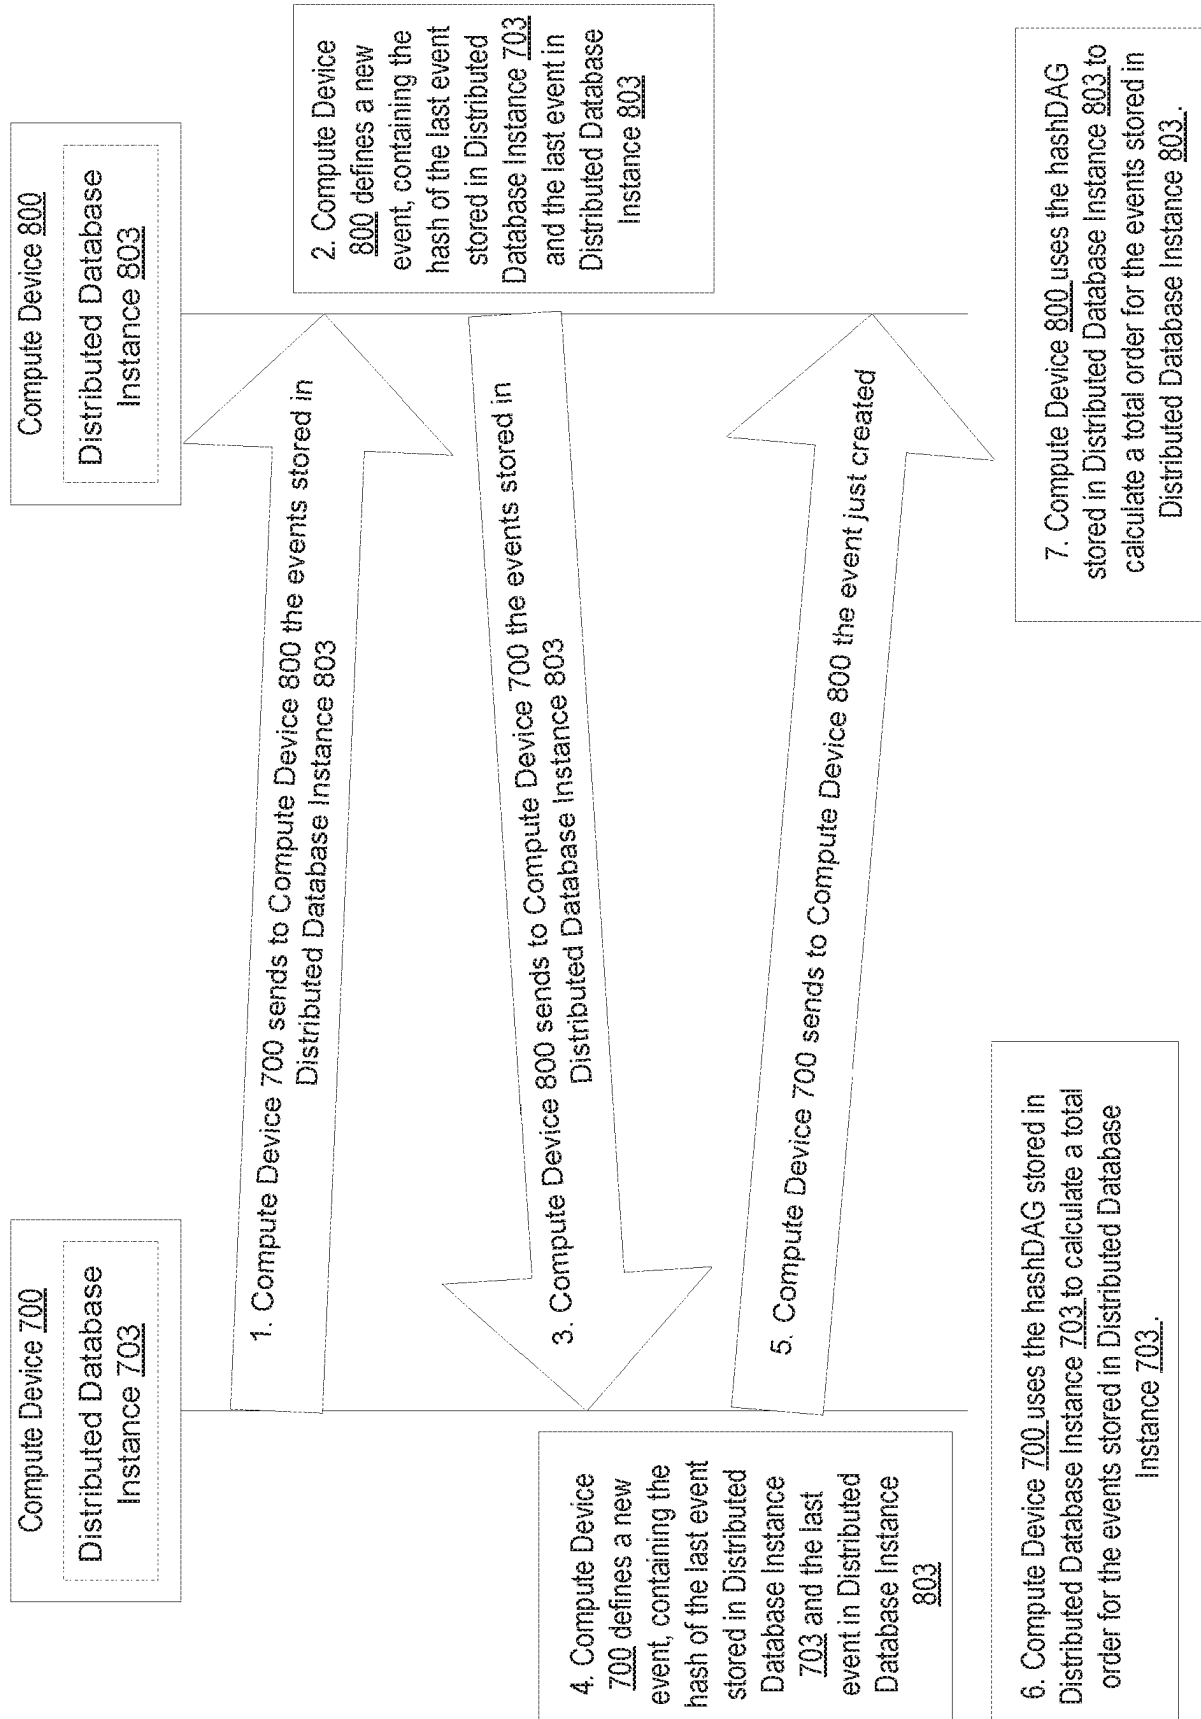 Compute Device 700
Distributed Database
Instance 703
Compute Device 800
Distributed Database
Instance 803
1. Compute Device 700 sends to Compute Device 800 the events stored in
Distributed Database Instance 803
2. Compute Device
800 defines a new
event, containing the
hash of the last event
stored in Distributed
Database Instance 703
and the last event in
Distributed Database
Instance 803
3. Compute Device 800 sends to Compute Device 700 the events stored in
Distributed Database Instance 803
4. Compute Device
700 defines a new
event, containing the
hash of the last event
stored in Distributed
Database Instance
703 and the last
event in Distributed
Database Instance
803
5. Compute Device 700 sends to Compute Device 800 the event just created
6. Compute Device 700 uses the hashDAG stored in
Distributed Database Instance 703 to calculate a total
order for the events stored in Distributed Database
Instance 703 .
7. Compute Device 800 uses the hashDAG
stored in Distributed Database Instance 803 to
calculate a total order for the events stored in
Distributed Database Instance 803 .